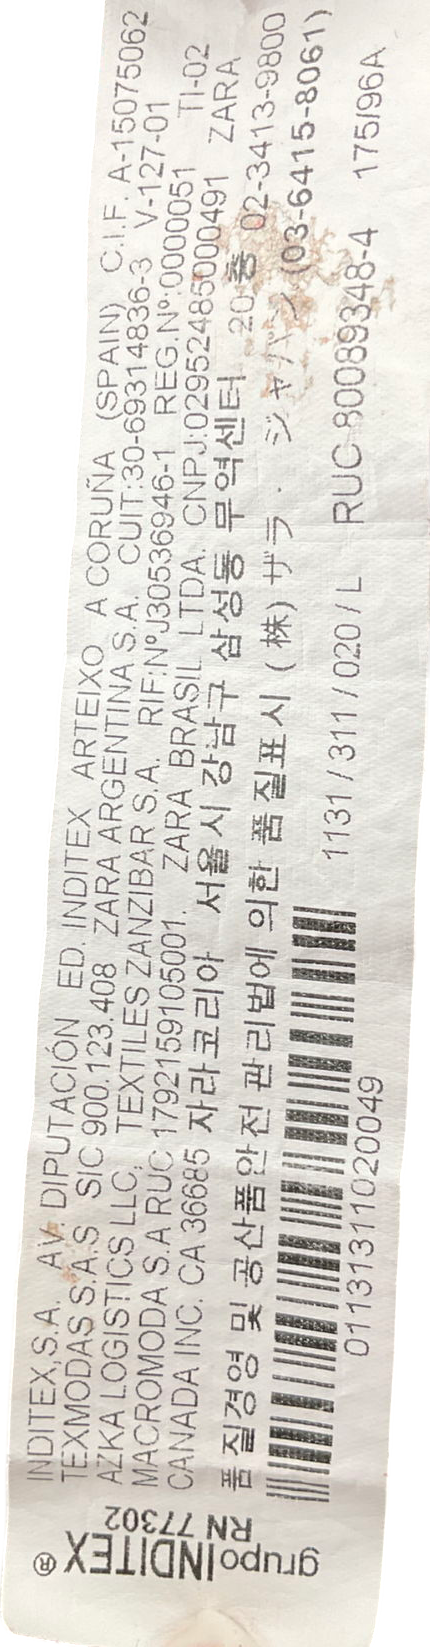 grupo INDITEX ®
RN 77302
INDITEX,S.A. AV. DIPUTACIÓN ED. INDITEX ARTEIXO A CORUÑA (SPAIN) C.I.F. A-15075062
TEXMODAS S.A.S SIC 900.123.408 ZARA ARGENTINA S.A. CUIT:30-69314836-3 V-127-01
AZKA LOGISTICS LLC, TEXTILES ZANZIBAR S.A. RIF:NºJ30536946-1 REG.Nº:0000051 TI-02
MACROMODA S.A RUC 1792159105001. ZARA BRASIL LTDA. CNPJ:02952485000491 ZARA
CANADA INC. CA 36685 자라코리아 서울시 강남구 삼성동 무역센터 20 층 02-3413-9800
품질경영 및 공산품안전 관리법에 의한 품질표시 (株) ザラ・ジャパン (03-6415-8061)
1131 / 311 / 020 / L RUC 80089348-4 175/96A
01131311020049